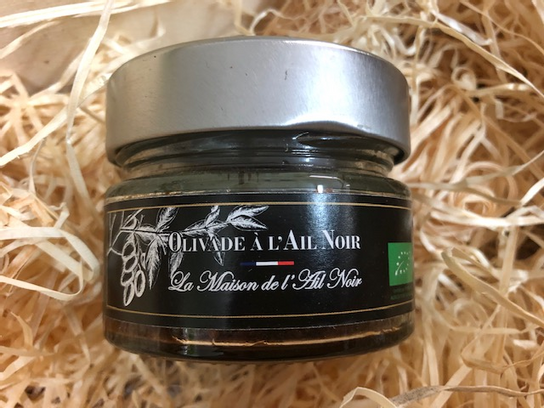 OLIVADE À L'AIL NOIR
La Maison de l'Ail Noir